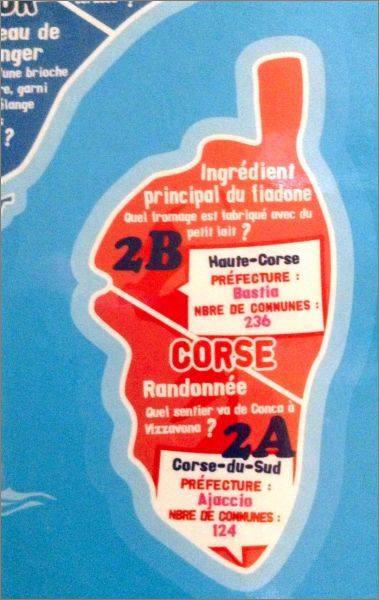 eau de
nger
'une brioche
re, garni
élange
s
?
Ingrédient
principal du fiadone
Quel fromage est fabriqué avec du
petit lait ?
2B
Haute-Corse
PRÉFECTURE :
Bastia
NBRE DE COMMUNES :
236
CORSE
Randonnée
Quel sentier va de Conca à
Vizzavona ?
2A
Corse-du-Sud
PRÉFECTURE :
Ajaccio
NBRE DE COMMUNES :
124